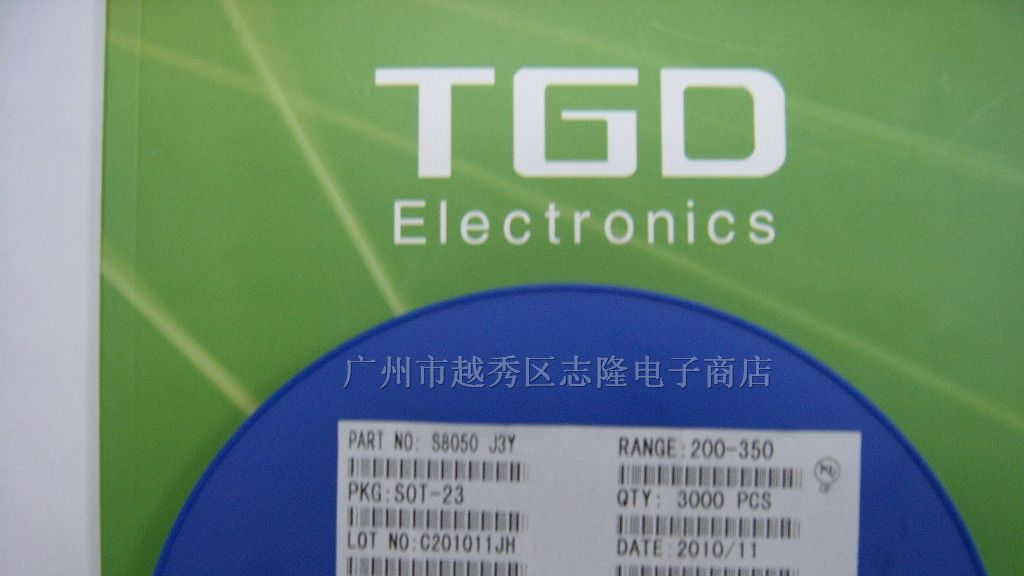 TGD
Electronics
广州市越秀区志隆电子商店
PART NO: S8050 J3Y
RANGE:200-350
PKG:SOT-23
QTY: 3000 PCS
LOT NO:C201011JH
DATE:2010/11